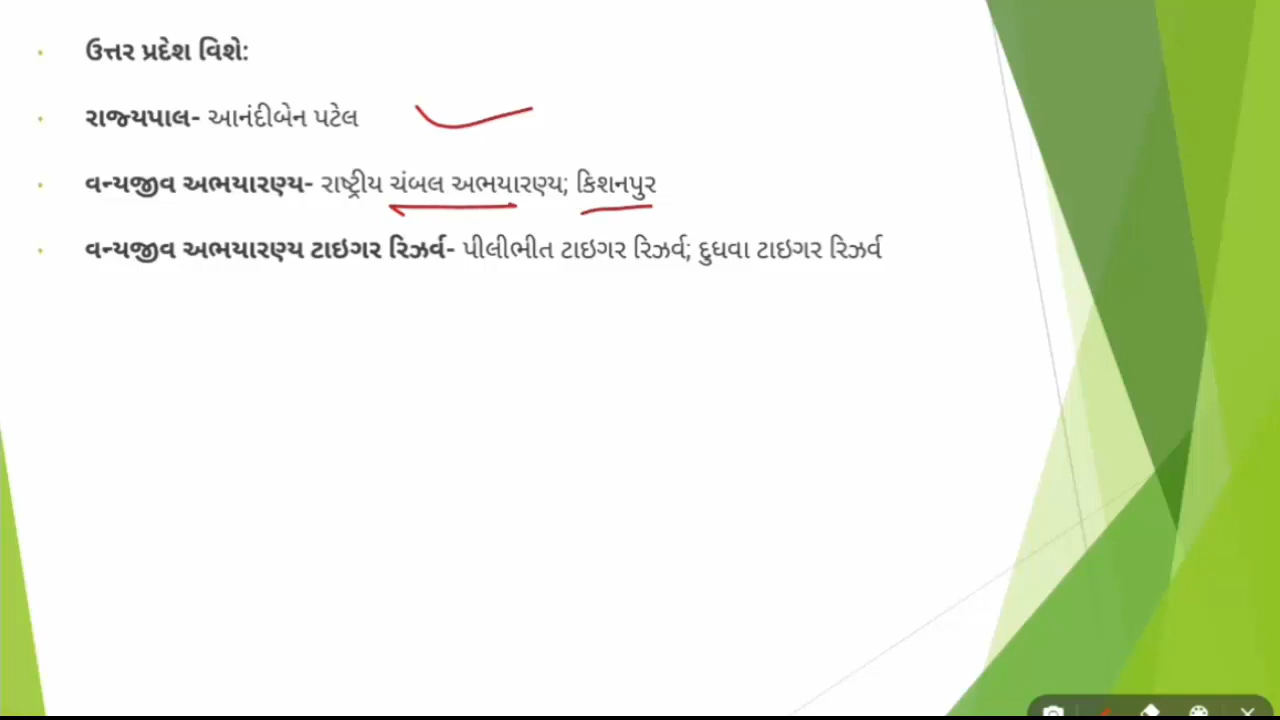 ઉત્તર પ્રદેશ વિશે:
રાજ્યપાલ- આનંદીબેન પટેલ
વન્યજીવ અભયારણ્ય- રાષ્ટ્રીય ચંબલ અભયારણ્ય; કિશનપુર
વન્યજીવ અભયારણ્ય ટાઇગર રિઝર્વ- પીલીભીત ટાઇગર રિઝર્વ; દુધવા ટાઇગર રિઝર્વ